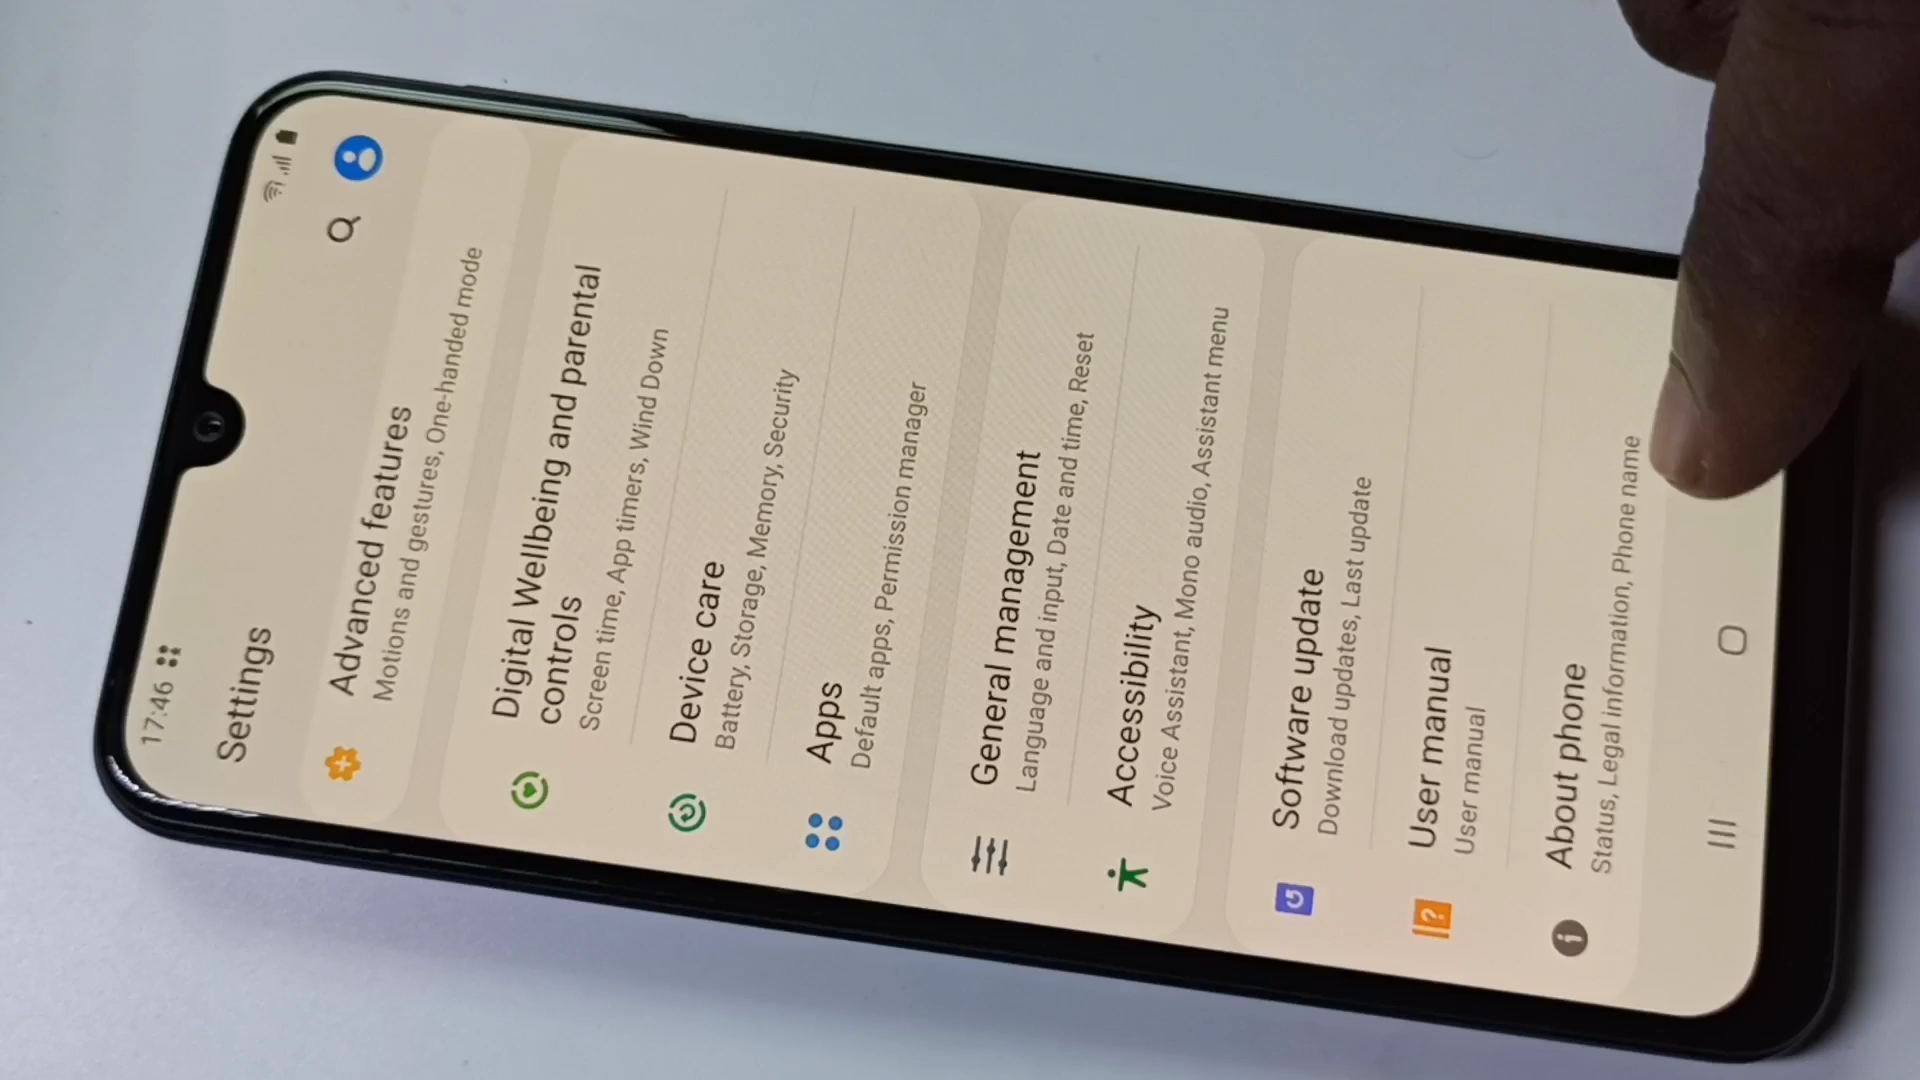 17:46
Settings
Advanced features
Motions and gestures, One-handed mode
Digital Wellbeing and parental
controls
Screen time, App timers, Wind Down
Device care
Battery, Storage, Memory, Security
Apps
Default apps, Permission manager
General management
Language and input, Date and time, Reset
Accessibility
Voice Assistant, Mono audio, Assistant menu
Software update
Download updates, Last update
User manual
User manual
About phone
Status, Legal information, Phone name